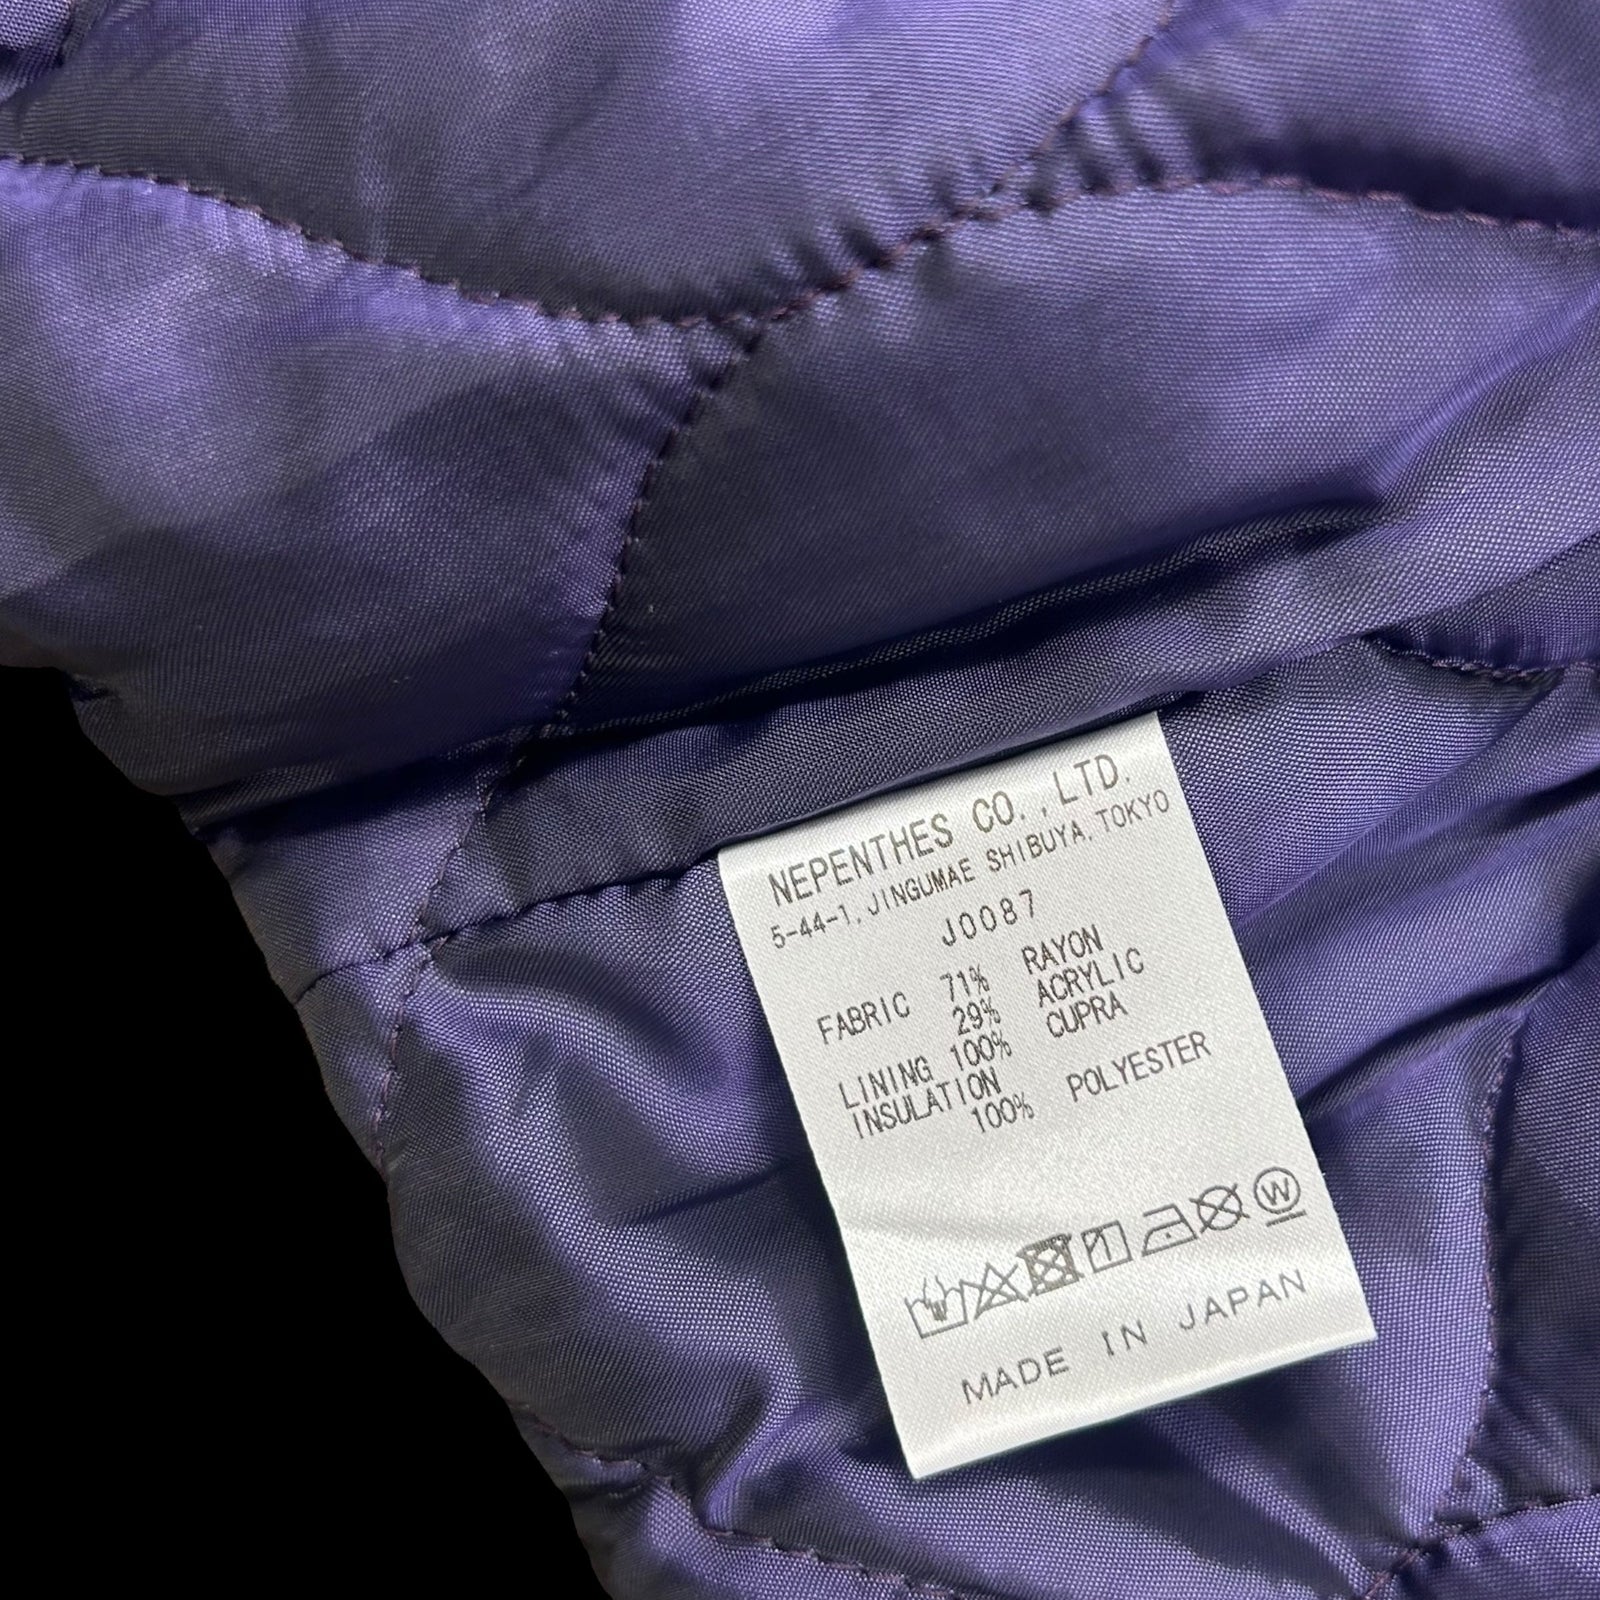 NEPENTHES CO.,LTD.
5-44-1, JINGUMAE SHIBUYA, TOKYO
J0087
FABRIC 71% RAYON
29% ACRYLIC
LINING 100% CUPRA
INSULATION
100% POLYESTER
W
MADE IN JAPAN